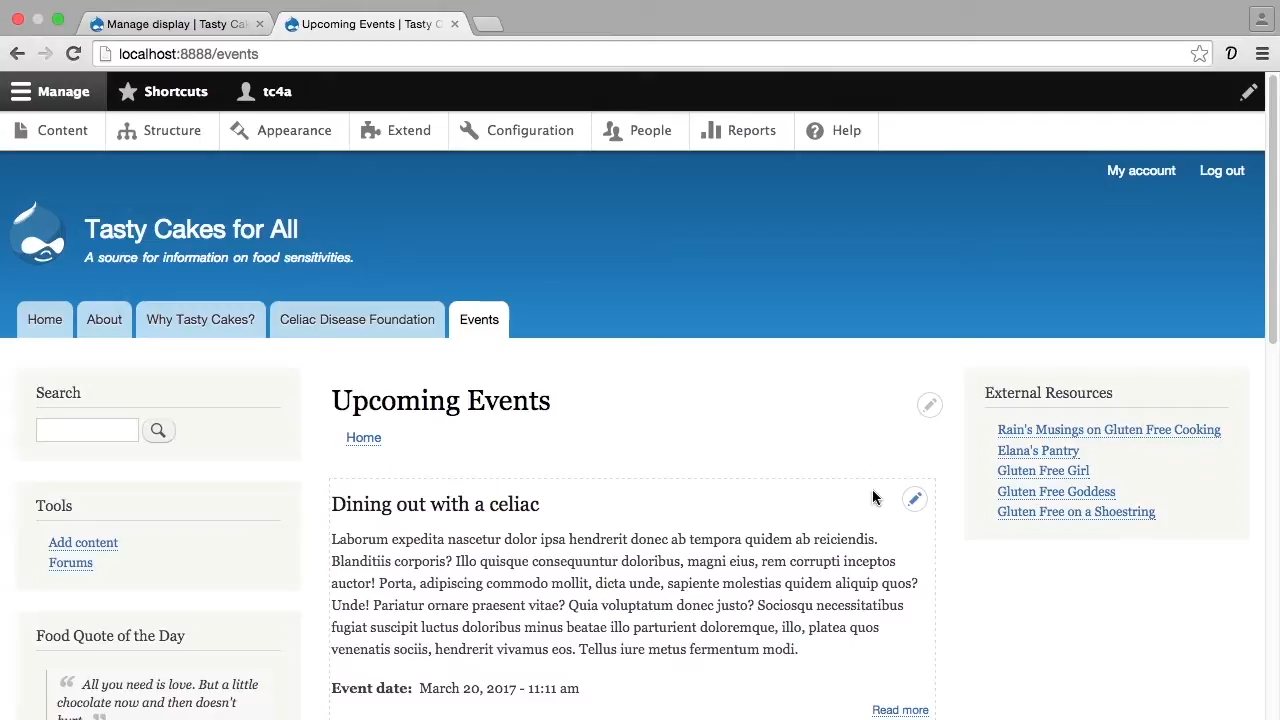 Manage display | Tasty Ca
Upcoming Events | Tasty C
localhost:8888/events
Manage
Shortcuts
tc4a
Content
Structure
Appearance
Extend
Configuration
People
Reports
Help
My account
Log out
Tasty Cakes for All
A source for information on food sensitivities.
Home
About
Why Tasty Cakes?
Celiac Disease Foundation
Events
Search
Tools
Add content
Forums
Food Quote of the Day
“ All you need is love. But a little
chocolate now and then doesn't
hurt. ”
Upcoming Events
Home
Dining out with a celiac
Laborum expedita nascetur dolor ipsa hendrerit donec ab tempora quidem ab reiciendis.
Blanditiis corporis? Illo quisque consequuntur doloribus, magni eius, rem corrupti inceptos
auctor! Porta, adipiscing commodo mollit, dicta unde, sapiente molestias quidem aliquip quos?
Unde! Pariatur ornare praesent vitae? Quia voluptatum donec justo? Sociosqu necessitatibus
fugiat suscipit luctus doloribus minus beatae illo parturient doloremque, illo, platea quos
venenatis sociis, hendrerit vivamus eos. Tellus iure metus fermentum modi.
Event date: March 20, 2017 - 11:11 am
Read more
External Resources
Rain's Musings on Gluten Free Cooking
Elana's Pantry
Gluten Free Girl
Gluten Free Goddess
Gluten Free on a Shoestring